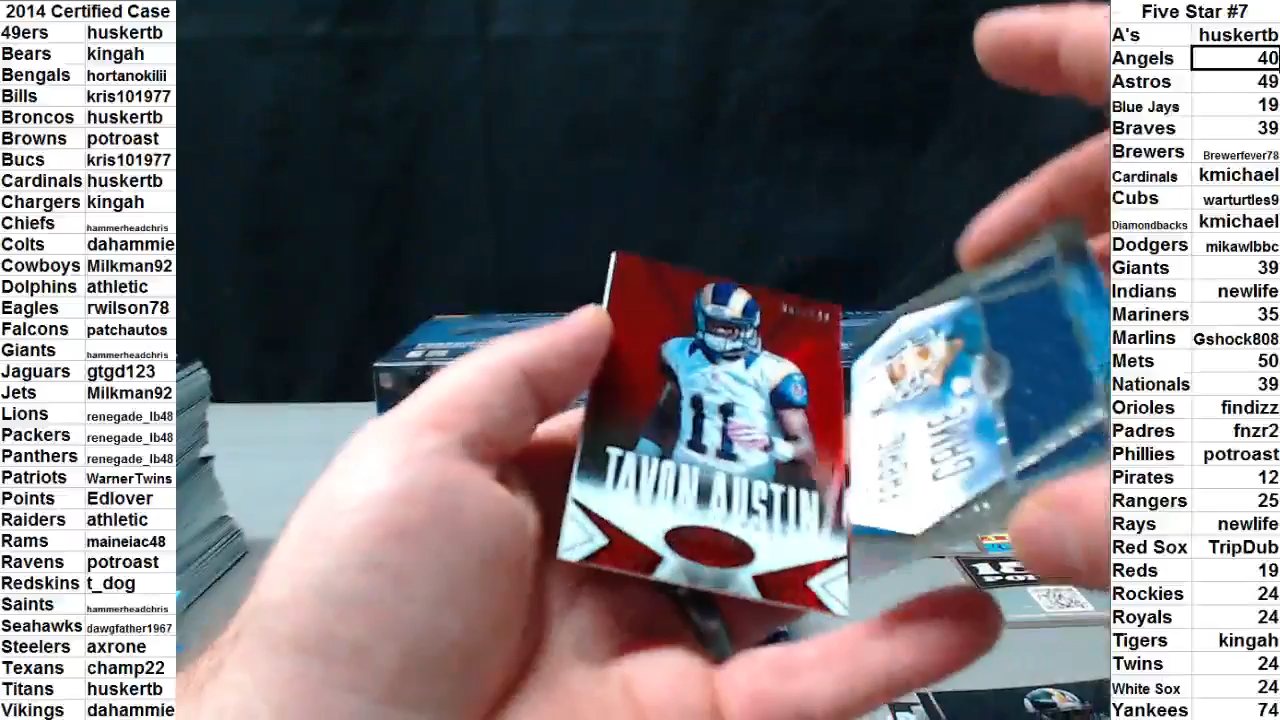 2014 Certified Case
49ers huskertb
Bears kingah
Bengals hortanokilii
Bills kris101977
Broncos huskertb
Browns potroast
Bucs kris101977
Cardinals huskertb
Chargers kingah
Chiefs hammerheadchris
Colts dahammie
Cowboys Milkman92
Dolphins athletic
Eagles rwilson78
Falcons patchautos
Giants hammerheadchris
Jaguars gtgd123
Jets Milkman92
Lions renegade_lb48
Packers renegade_lb48
Panthers renegade_lb48
Patriots WarnerTwins
Points Edlover
Raiders athletic
Rams maineiac48
Ravens potroast
Redskins t_dog
Saints hammerheadchris
Seahawks dawgfather1967
Steelers axrone
Texans champ22
Titans huskertb
Vikings dahammie
11
TAVON AUSTIN
Five Star #7
A's huskertb
Angels 40
Astros 49
Blue Jays 19
Braves 39
Brewers Brewerfever78
Cardinals kmichael
Cubs warturtles9
Diamondbacks kmichael
Dodgers mikawlbbc
Giants 39
Indians newlife
Mariners 35
Marlins Gshock808
Mets 50
Nationals 39
Orioles findizz
Padres fnzr2
Phillies potroast
Pirates 12
Rangers 25
Rays newlife
Red Sox TripDub
Reds 19
Rockies 24
Royals 24
Tigers kingah
Twins 24
White Sox 24
Yankees 74